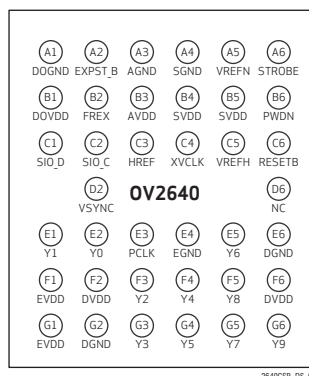 A1 A2 A3 A4 A5 A6
DOGND EXPST_B AGND SGND VREFN STROBE
B1 B2 B3 B4 B5 B6
DOVDD FREX AVDD SVDD SVDD PWDN
C1 C2 C3 C4 C5 C6
SIO_D SIO_C HREF XVCLK VREFH RESETB
D2 OV2640 D6
VSYNC NC
E1 E2 E3 E4 E5 E6
Y1 Y0 PCLK EGND Y6 DGND
F1 F2 F3 F4 F5 F6
EVDD DVDD Y2 Y4 Y8 DVDD
G1 G2 G3 G4 G5 G6
EVDD DGND Y3 Y5 Y7 Y9